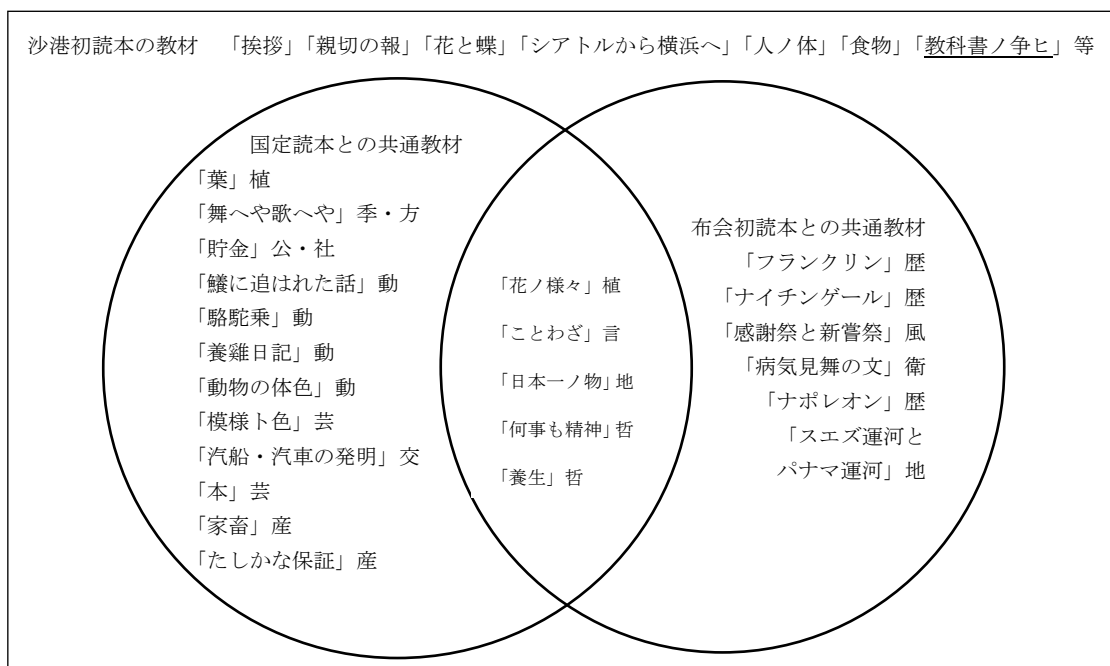 沙港初読本の教材　「挨拶」「親切の報」「花と蝶」「シアトルから横浜へ」「人ノ体」「食物」「教科書ノ争ヒ」等
国定読本との共通教材
「葉」植
「舞へや歌へや」季・方
「貯金」公・社
「鱶に追はれた話」動
「駱駝乗」動
「養雞日記」動
「動物の体色」動
「模様ト色」芸
「汽船・汽車の発明」交
「本」芸
「家畜」産
「たしかな保証」産
「花ノ様々」植
「ことわざ」言
「日本一ノ物」地
「何事も精神」哲
「養生」哲
布会初読本との共通教材
「フランクリン」歴
「ナイチンゲール」歴
「感謝祭と新嘗祭」風
「病気見舞の文」衛
「ナポレオン」歴
「スエズ運河と
パナマ運河」地